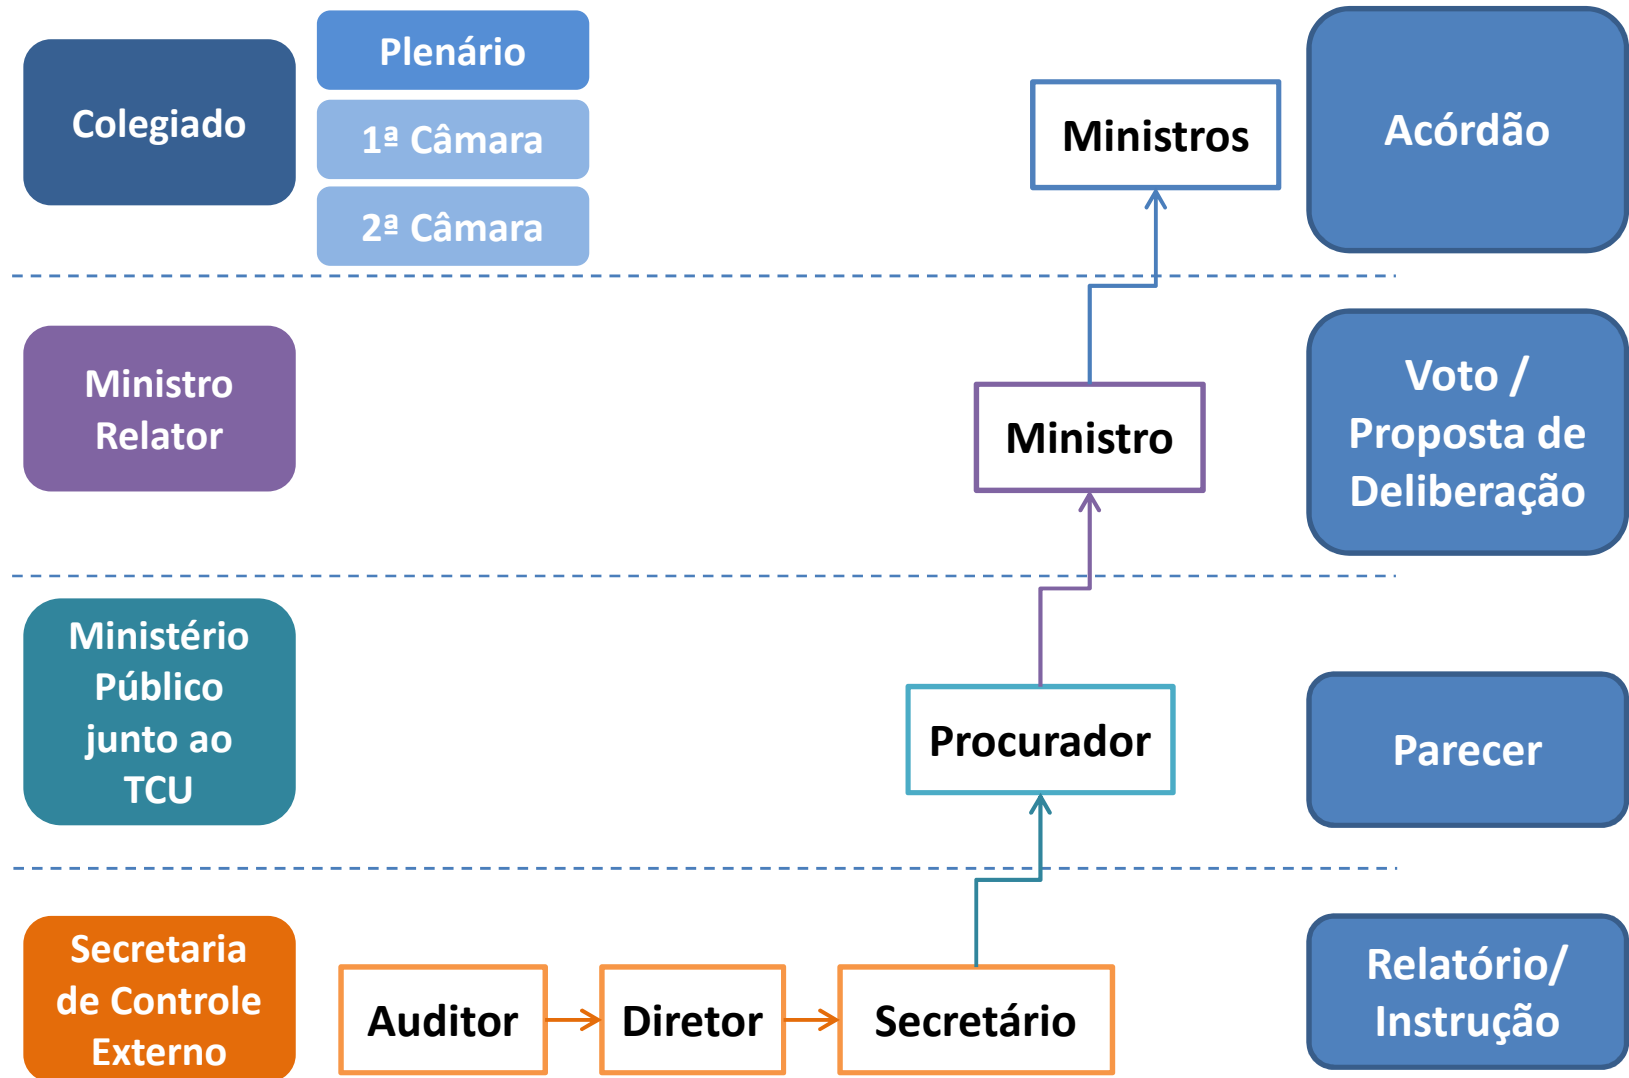 Colegiado
Plenário
1ª Câmara
2ª Câmara
Ministros
Acórdão
Ministro
Relator
Ministro
Voto /
Proposta de
Deliberação
Ministério
Público
junto ao
TCU
Procurador
Parecer
Secretaria
de Controle
Externo
Auditor
Diretor
Secretário
Relatório/
Instrução